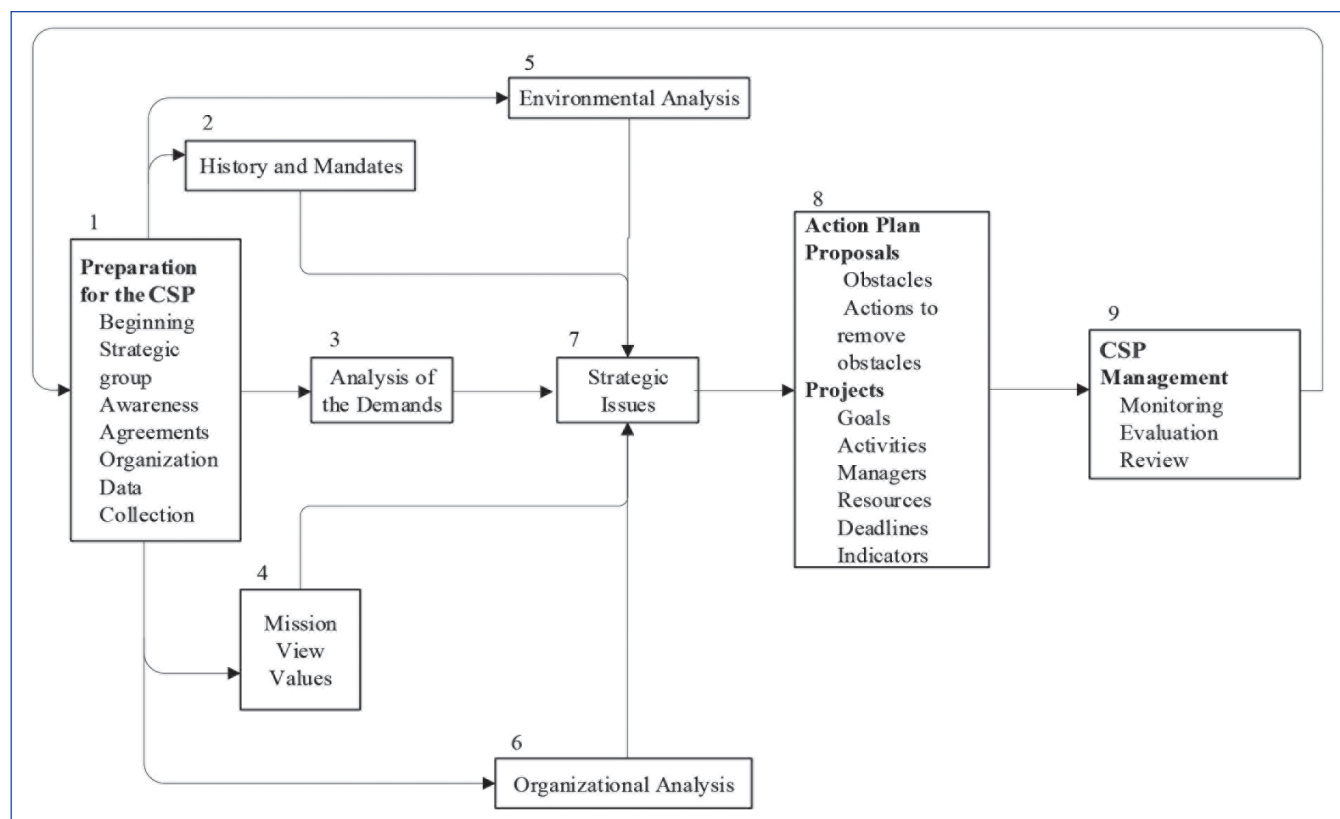 5
Environmental Analysis
2
History and Mandates
1
Preparation
for the CSP
Beginning
Strategic
group
Awareness
Agreements
Organization
Data
Collection
3
Analysis of
the Demands
4
Mission
View
Values
6
Organizational Analysis
7
Strategic
Issues
8
Action Plan
Proposals
Obstacles
Actions to
remove
obstacles
Projects
Goals
Activities
Managers
Resources
Deadlines
Indicators
9
CSP
Management
Monitoring
Evaluation
Review